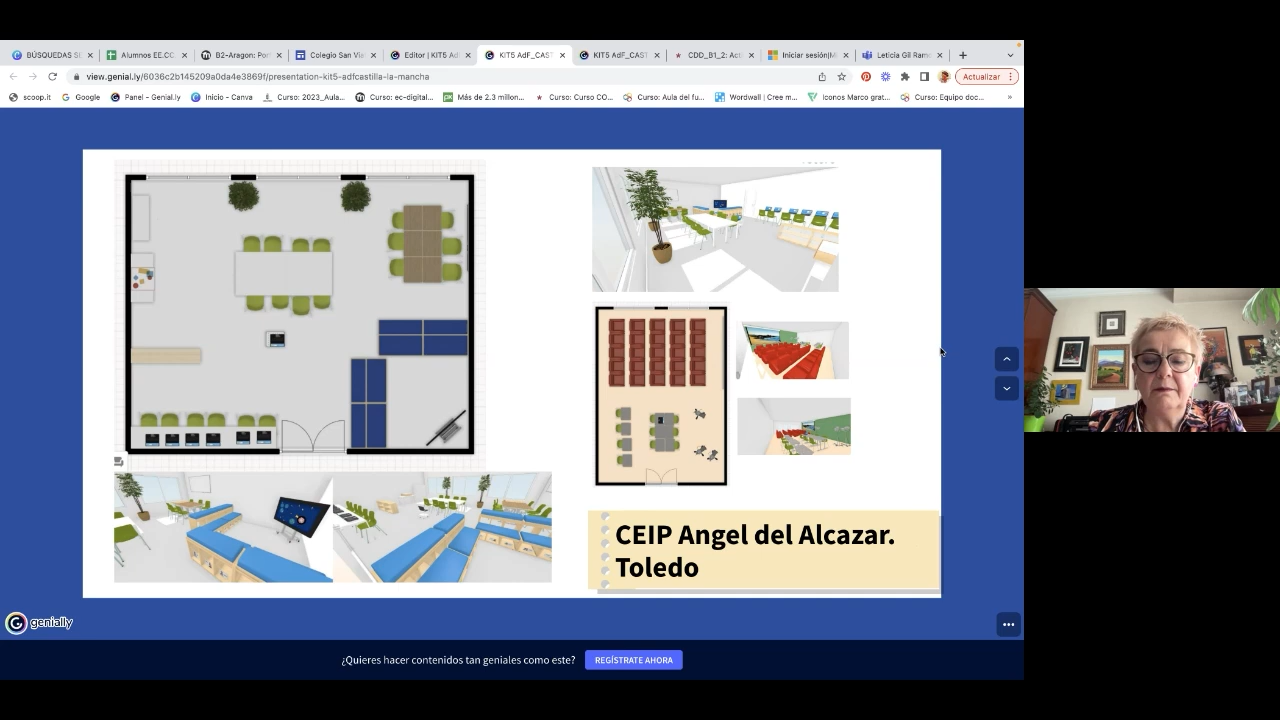 BÚSQUEDAS SI
Alumnos EE.CC
B2-Aragon: Por
Colegio San Vi
Editor | KIT5 Ad
KIT5 AdF_CAST
KIT5 AdF_CAST
CDD_B1_2: Act
Iniciar sesión|Mi
Leticia Gil Ram
view.genial.ly/6036c2b145209a0da4e3869f/presentation-kit5-adfcastilla-la-mancha
Actualizar
scoop.it
Google
Panel - Genial.ly
Inicio - Canva
Curso: 2023_Aula...
Curso: ec-digital...
Más de 2.3 millon...
Curso: Curso CO...
Curso: Aula del fu...
Wordwall | Cree m...
Iconos Marco grat...
Curso: Equipo doc...
»
CEIP Angel del Alcazar.
Toledo
genially
¿Quieres hacer contenidos tan geniales como este?
REGÍSTRATE AHORA